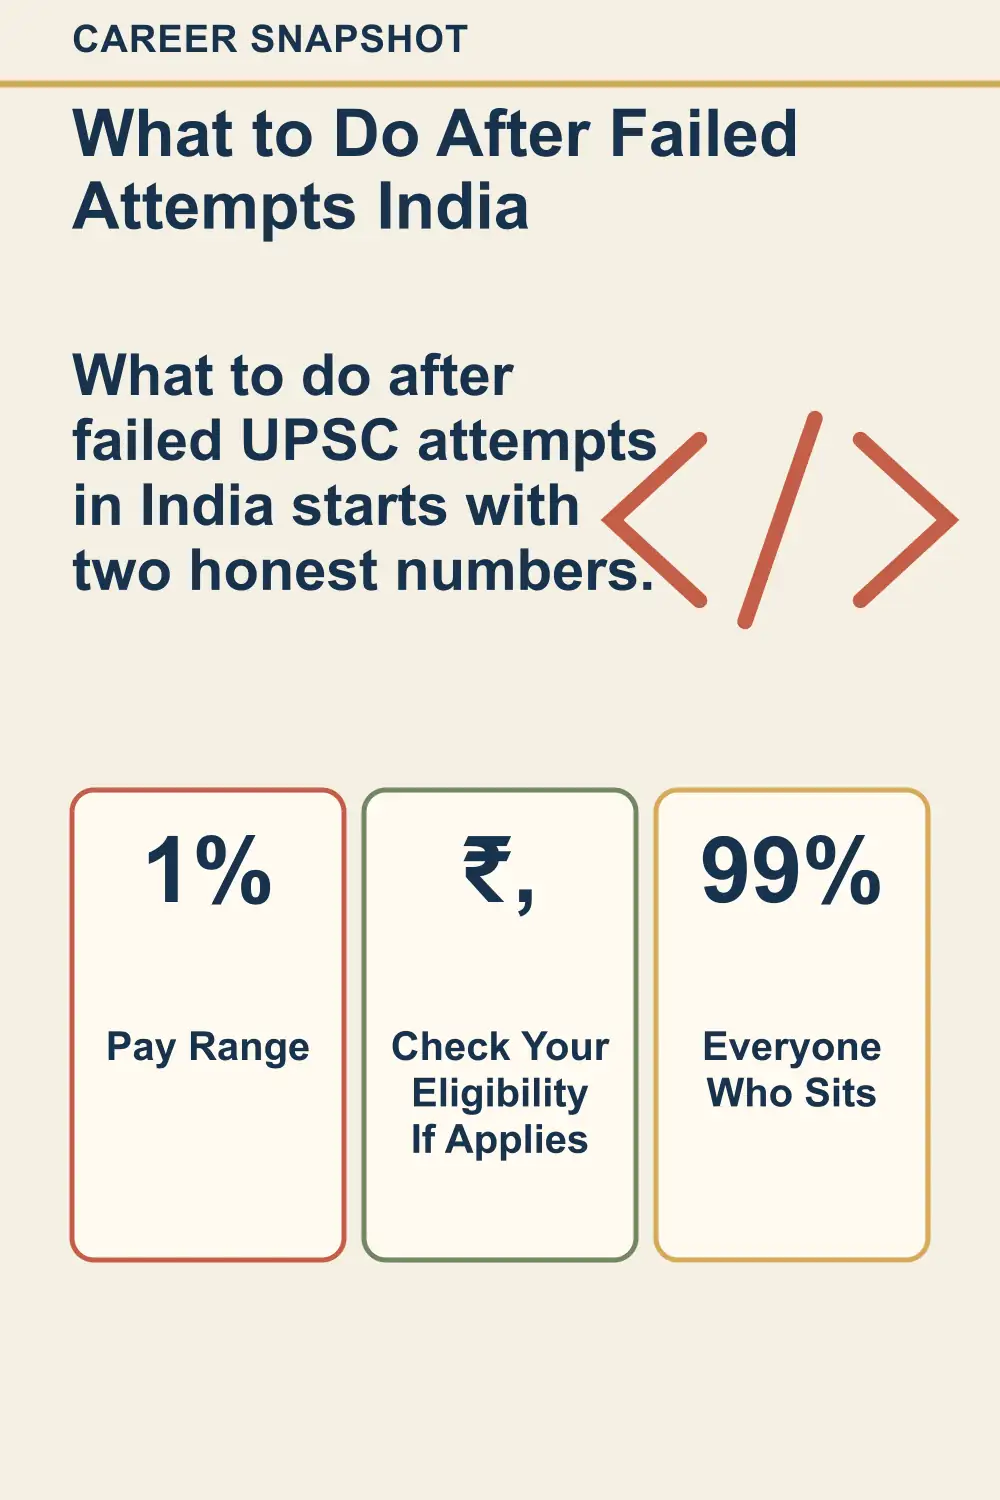 CAREER SNAPSHOT
What to Do After Failed
Attempts India
What to do after
failed UPSC attempts
in India starts with
two honest numbers.
</>
1%
Pay Range
₹,
Check Your
Eligibility
If Applies
99%
Everyone
Who Sits